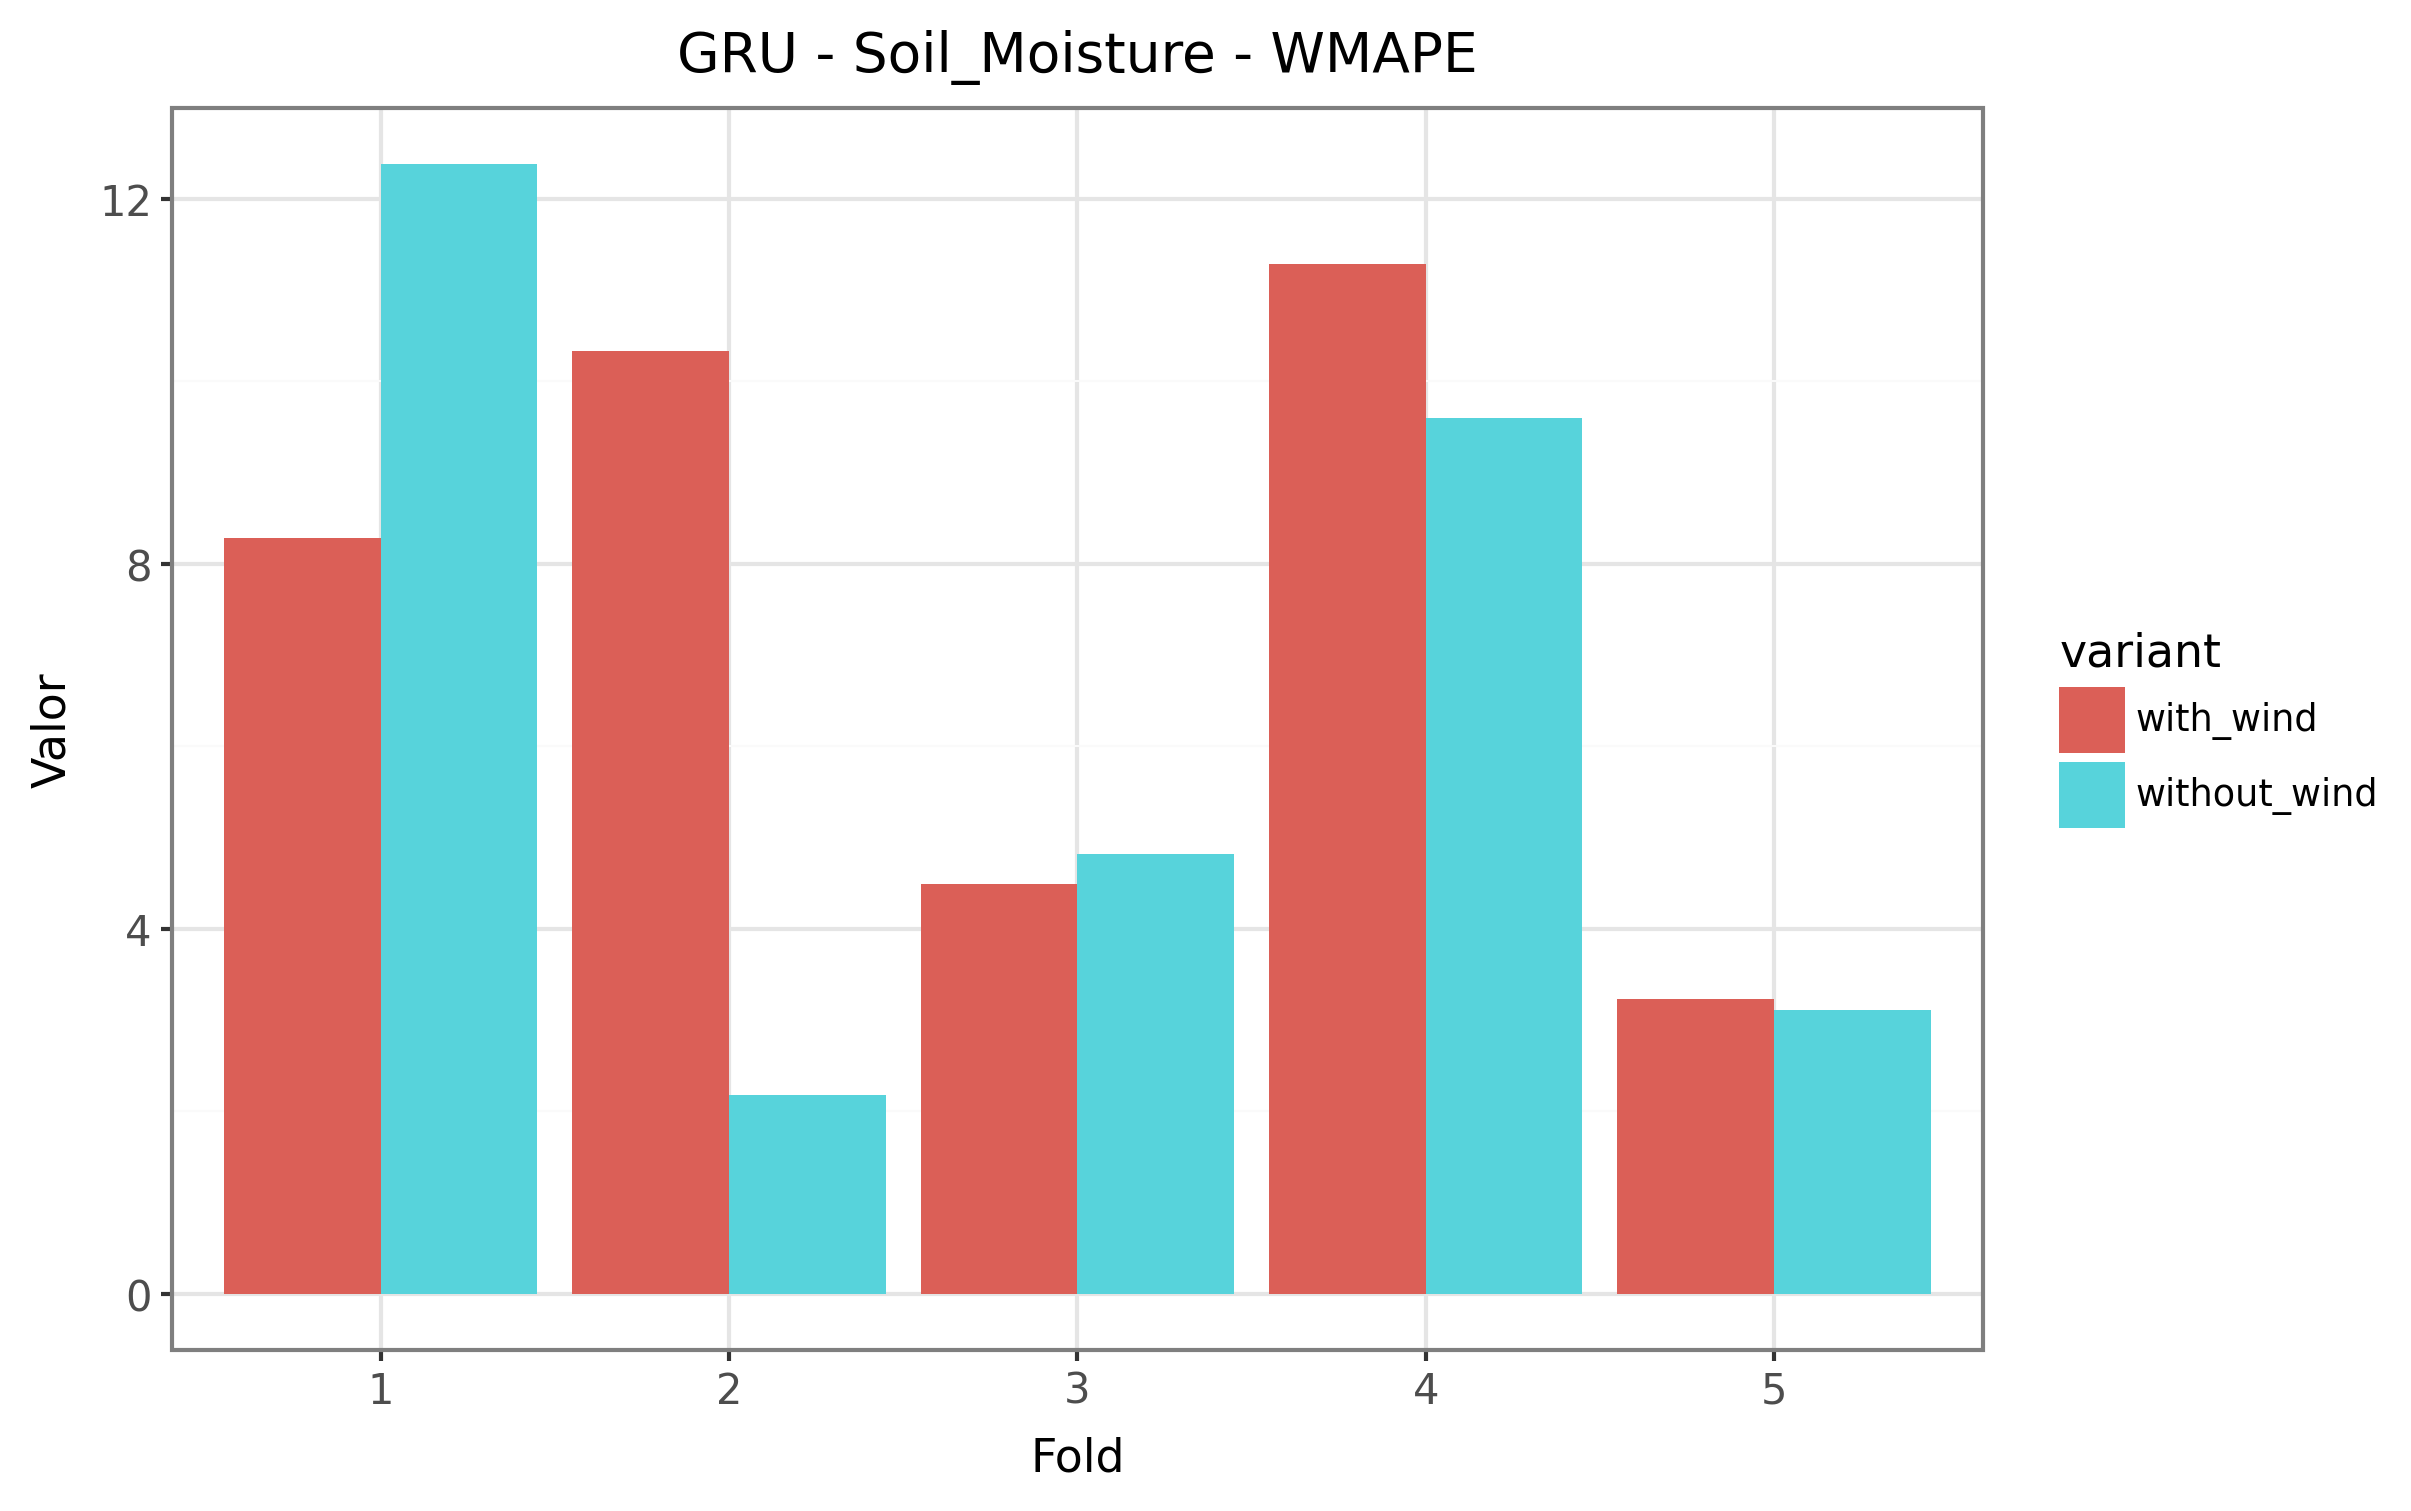 GRU - Soil_Moisture - WMAPE
12
8
4
0
Valor
1 2 3 4 5
Fold
variant
with_wind
without_wind